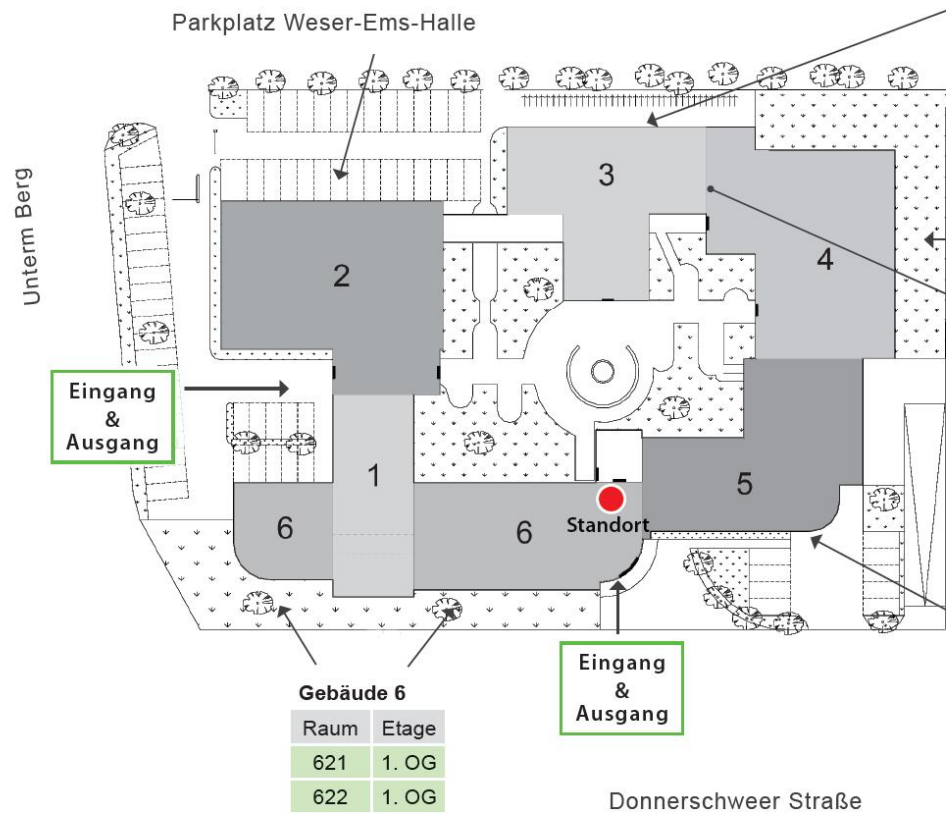 Parkplatz Weser-Ems-Halle
Unterm Berg
3
4
2
Eingang
&
Ausgang
1
5
6
6
Standort
Eingang
&
Ausgang
Gebäude 6
Raum Etage
621 1. OG
622 1. OG
Donnerschweer Straße